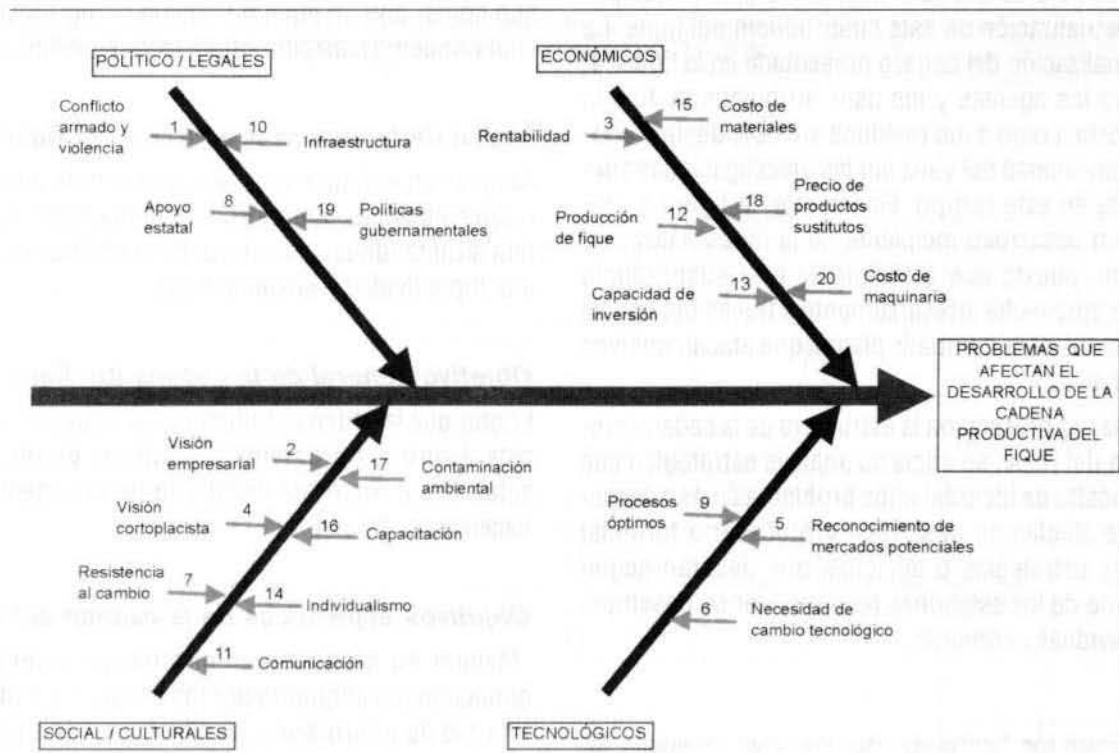 POLÍTICO / LEGALES
ECONÓMICOS
Conflicto
armado y
violencia
1
10
Infraestructura
Apoyo
estatal
8
19
Políticas
gubernamentales
15
Costo de
materiales
3
Rentabilidad
Precio de
productos
sustitutos
18
12
Producción
de fique
13
Capacidad de
inversión
20
Costo de
maquinaria
PROBLEMAS QUE
AFECTAN EL
DESARROLLO DE LA
CADENA
PRODUCTIVA DEL
FIQUE
Visión
empresarial
2
17
Contaminación
ambiental
Visión
cortoplacista
4
16
Capacitación
Resistencia
al cambio
7
14
Individualismo
11
Comunicación
Procesos
óptimos
9
5
Reconocimiento de
mercados potenciales
6
Necesidad de
cambio tecnológico
SOCIAL / CULTURALES
TECNOLÓGICOS